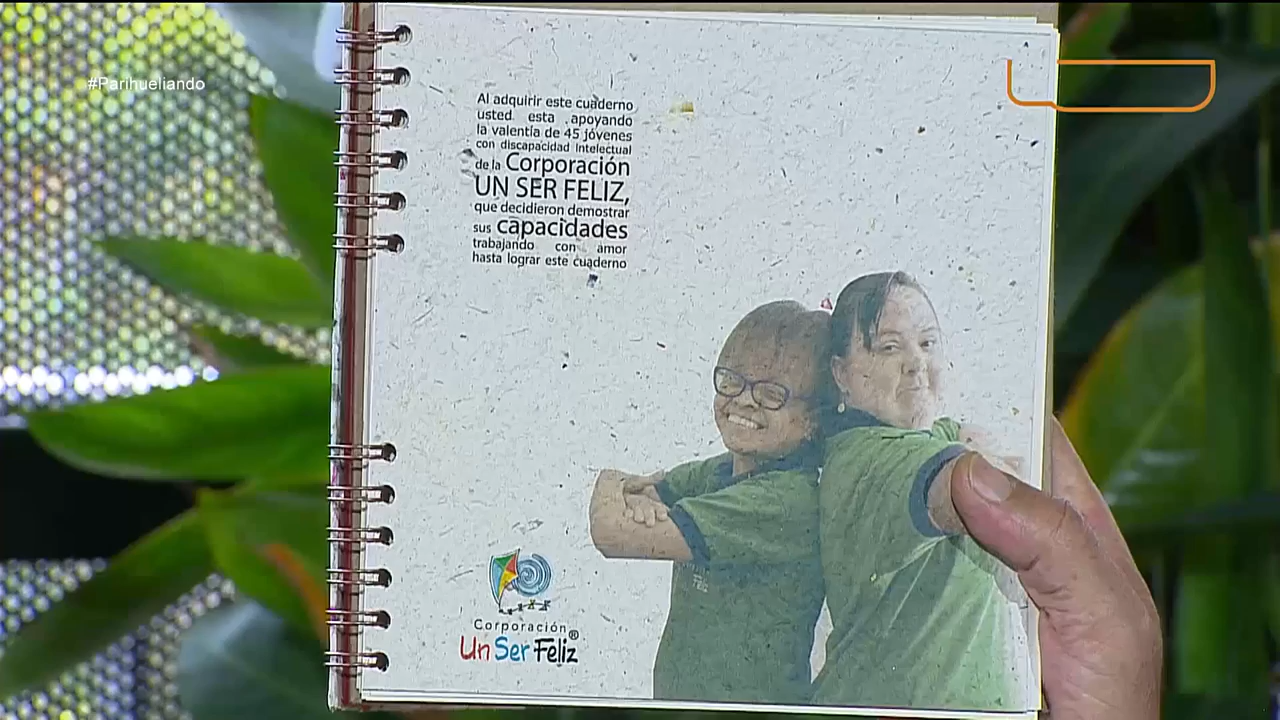 #Parihueliando
Al adquirir este cuaderno
usted esta apoyando
la valentía de 45 jóvenes
con discapacidad intelectual
de la Corporación
UN SER FELIZ,
que decidieron demostrar
sus capacidades
trabajando con amor
hasta lograr este cuaderno
Corporación
Un Ser Feliz®